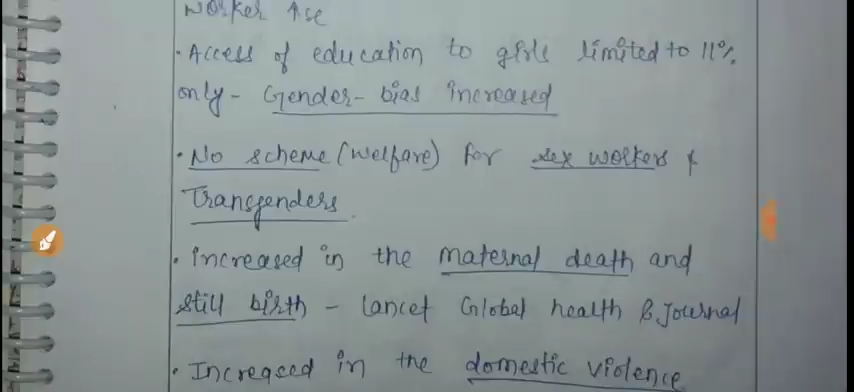 Worker ↑se
• Access of education to girls limited to 11%
only - Gender-bias increased
• No scheme (welfare) for sex workers &
Transgenders.
• increased in the maternal death and
still birth - Lancet Global health & Journal
• Increased in the domestic violence